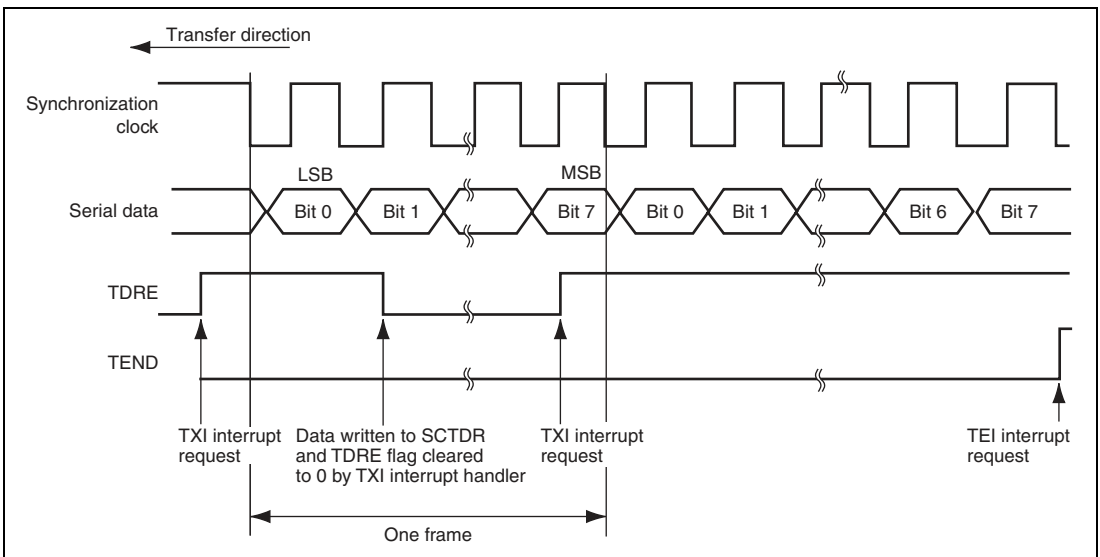 Transfer direction
Synchronization
clock
LSB
MSB
Serial data
Bit 0
Bit 1
Bit 7
Bit 0
Bit 1
Bit 6
Bit 7
TDRE
TEND
TXI interrupt
request
Data written to SCTDR
and TDRE flag cleared
to 0 by TXI interrupt handler
TXI interrupt
request
TEI interrupt
request
One frame